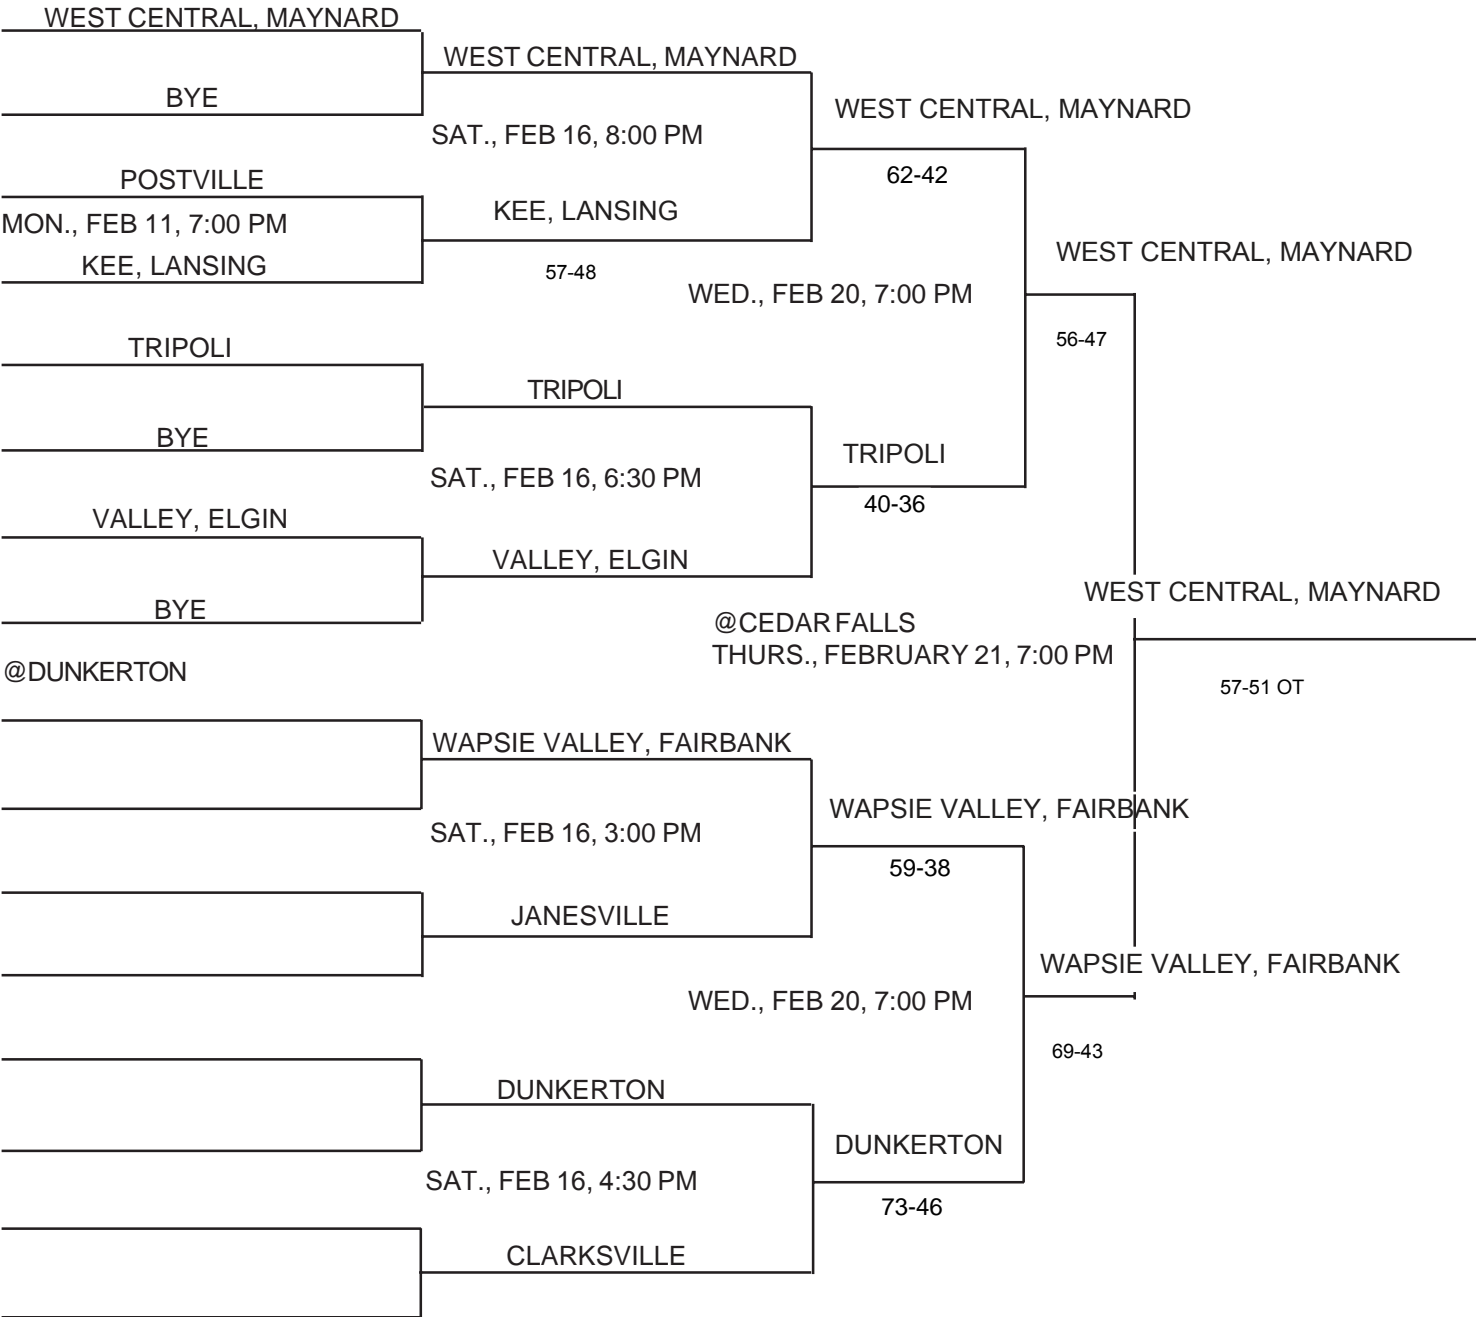 WEST CENTRAL, MAYNARD
WEST CENTRAL, MAYNARD
BYE
WEST CENTRAL, MAYNARD
SAT., FEB 16, 8:00 PM
62-42
POSTVILLE
KEE, LANSING
MON., FEB 11, 7:00 PM
WEST CENTRAL, MAYNARD
KEE, LANSING
57-48
WED., FEB 20, 7:00 PM
56-47
TRIPOLI
TRIPOLI
BYE
TRIPOLI
SAT., FEB 16, 6:30 PM
40-36
VALLEY, ELGIN
VALLEY, ELGIN
WEST CENTRAL, MAYNARD
BYE
@CEDAR FALLS
THURS., FEBRUARY 21, 7:00 PM
@DUNKERTON
57-51 OT
WAPSIE VALLEY, FAIRBANK
WAPSIE VALLEY, FAIRBANK
SAT., FEB 16, 3:00 PM
59-38
JANESVILLE
WAPSIE VALLEY, FAIRBANK
WED., FEB 20, 7:00 PM
69-43
DUNKERTON
DUNKERTON
SAT., FEB 16, 4:30 PM
73-46
CLARKSVILLE